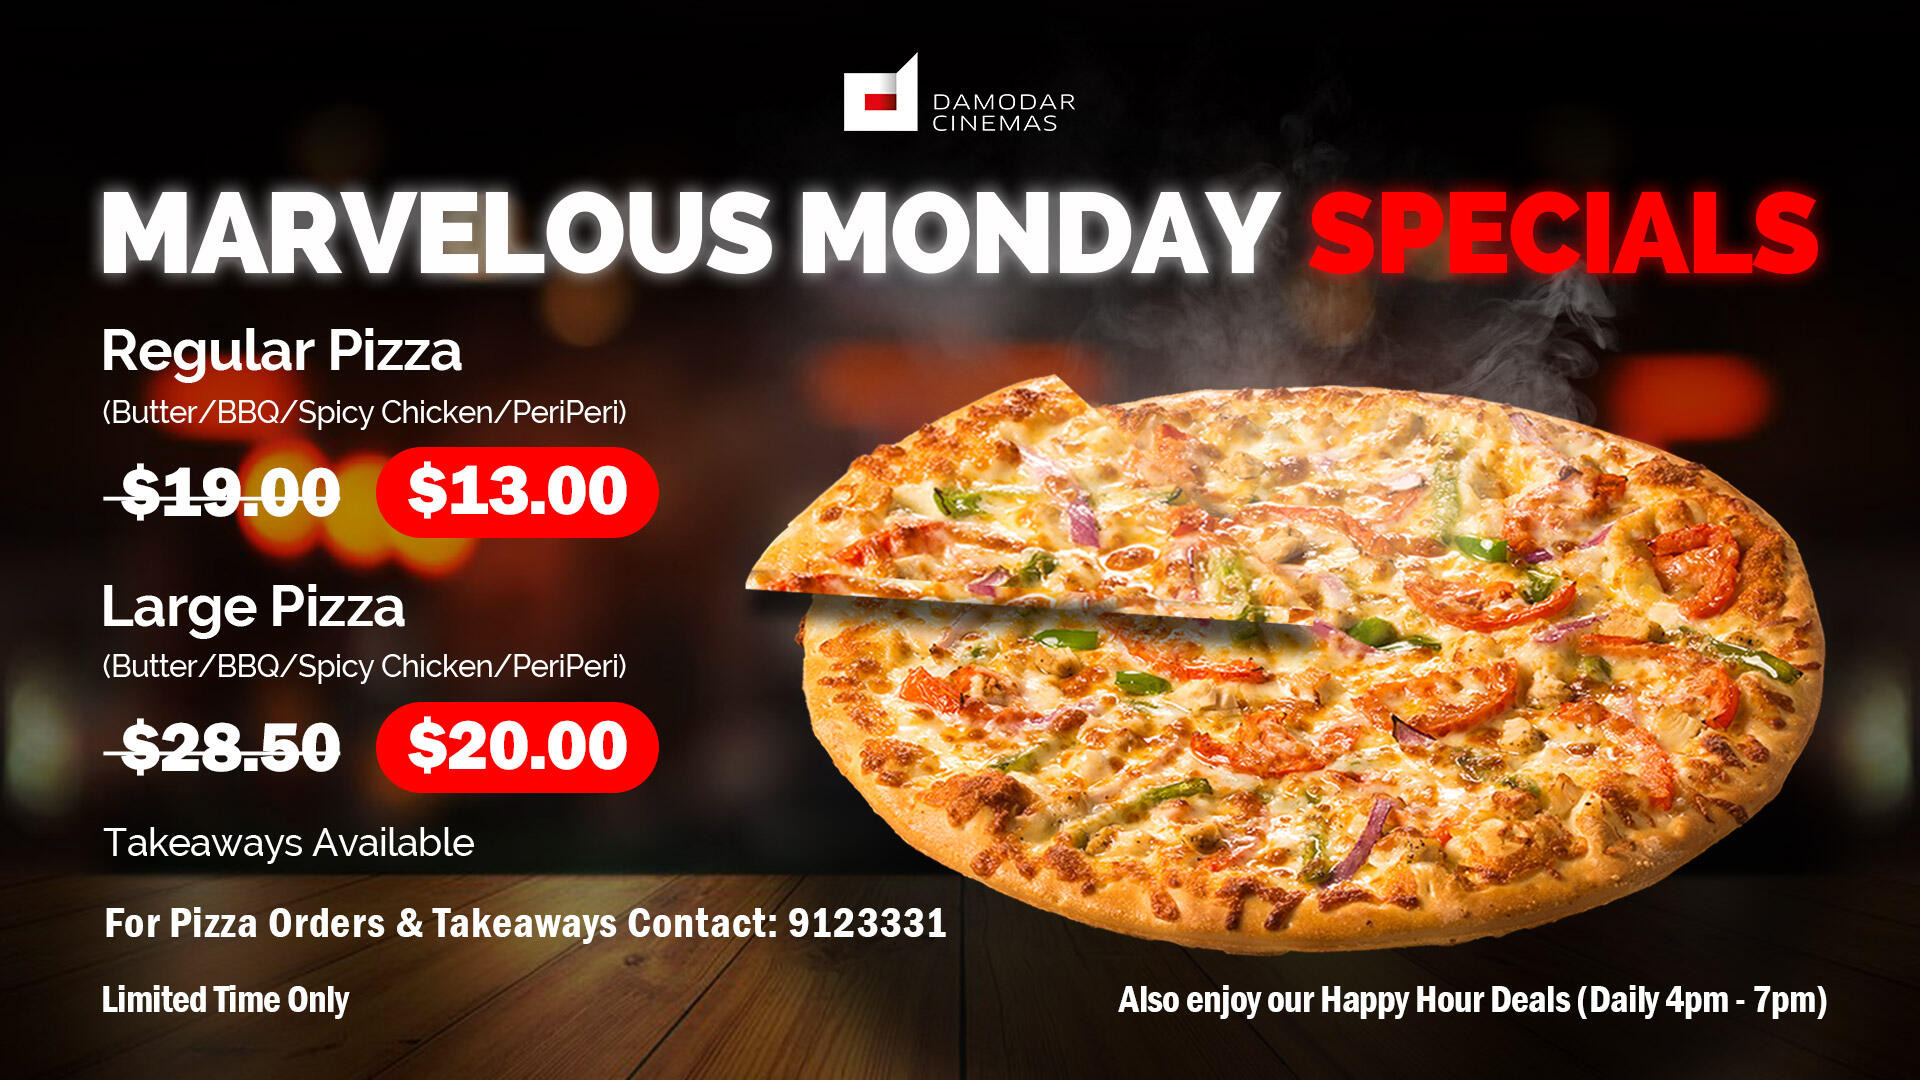 DAMODAR
CINEMAS
MARVELOUS MONDAY SPECIALS
Regular Pizza
(Butter/BBQ/Spicy Chicken/PeriPeri)
$19.00 $13.00
Large Pizza
(Butter/BBQ/Spicy Chicken/PeriPeri)
$28.50 $20.00
Takeaways Available
For Pizza Orders & Takeaways Contact: 9123331
Limited Time Only
Also enjoy our Happy Hour Deals (Daily 4pm - 7pm)